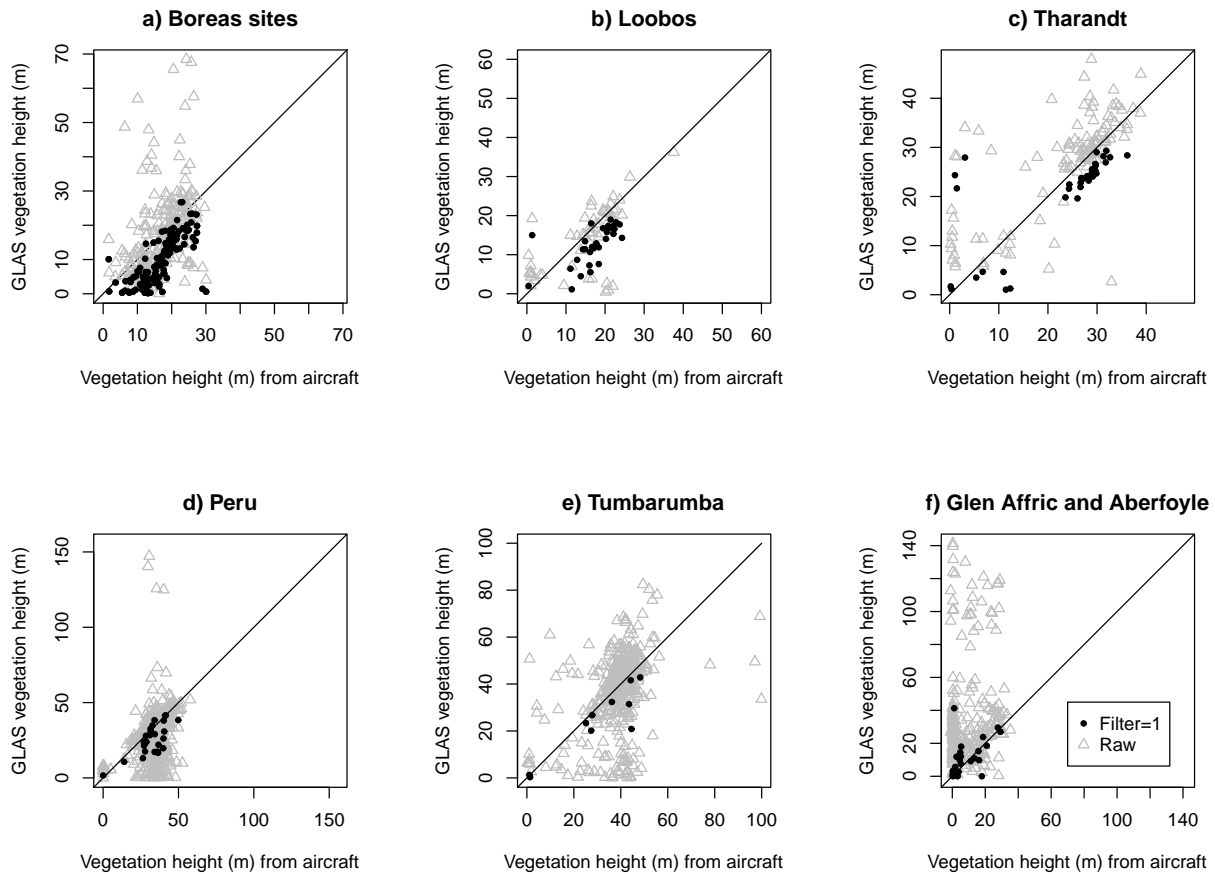 a) Boreas sites
b) Loobos
c) Tharandt
GLAS vegetation height (m)
70
50
30
10
0
0 10 20 30 50 70
Vegetation height (m) from aircraft
GLAS vegetation height (m)
60
50
40
30
20
10
0
0 10 20 30 40 50 60
Vegetation height (m) from aircraft
GLAS vegetation height (m)
40
30
20
10
0
0 10 20 30 40
Vegetation height (m) from aircraft
d) Peru
e) Tumbarumba
f) Glen Affric and Aberfoyle
GLAS vegetation height (m)
150
100
50
0
0 50 100 150
Vegetation height (m) from aircraft
GLAS vegetation height (m)
100
80
60
40
20
0
0 20 40 60 80 100
Vegetation height (m) from aircraft
GLAS vegetation height (m)
140
100
80
60
40
20
0
0 20 60 100 140
Filter=1
Raw
Vegetation height (m) from aircraft